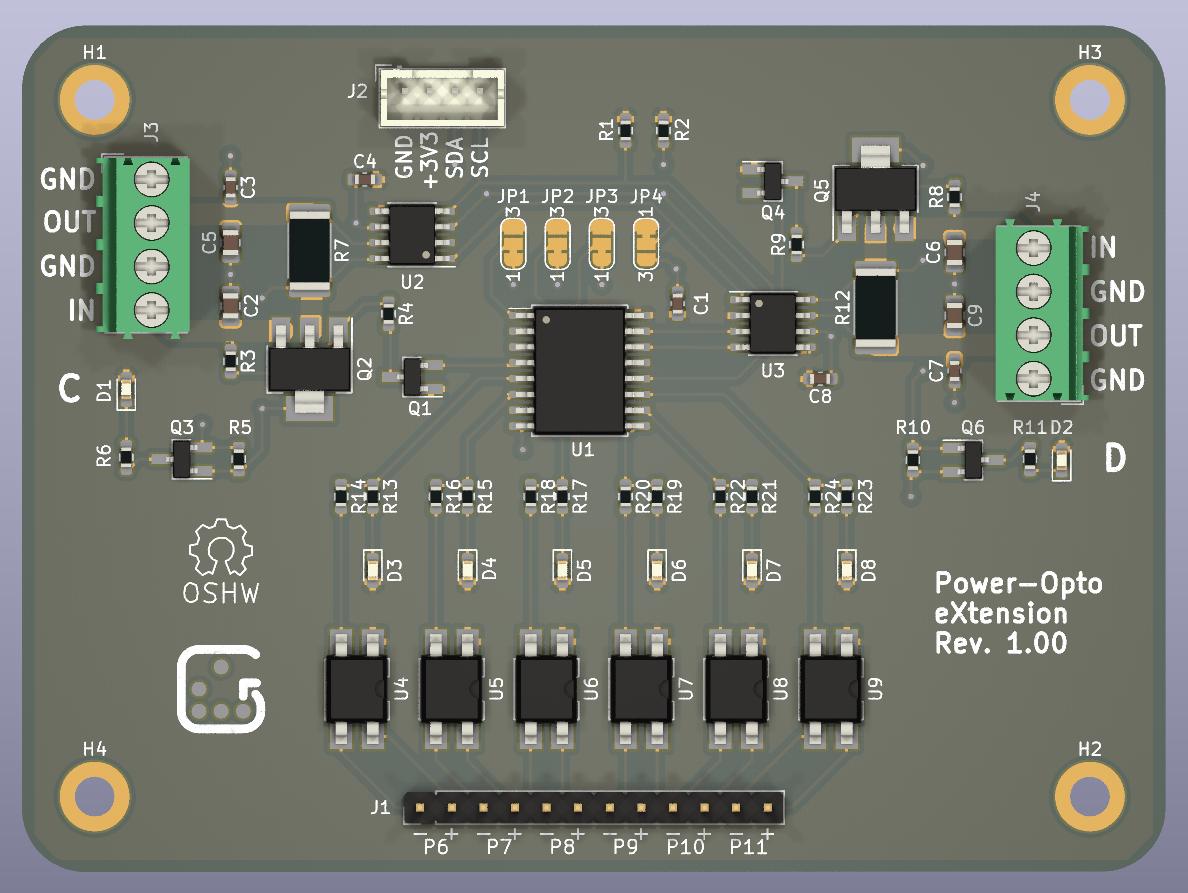 H1
H3
J2
J3
GND
+3V3
SDA
SCL
R1
R2
C4
C3
JP1
JP2
JP3
JP4
3
3
3
1
1
1
1
3
GND
OUT
GND
IN
C5
R7
U2
C2
R4
Q4
Q5
R8
R9
C6
J4
IN
GND
OUT
GND
C1
R12
C9
R3
Q2
U3
C7
C8
C
D1
Q1
U1
Q3
R5
R6
R10
Q6
R11
D2
D
R14
R13
R16
R15
R18
R17
R20
R19
R22
R21
R24
R23
D3
D4
D5
D6
D7
D8
OSHW
Power-Opto
eXtension
Rev. 1.00
U4
U5
U6
U7
U8
U9
H4
H2
J1
- + - + - + - + - + - +
P6 P7 P8 P9 P10 P11